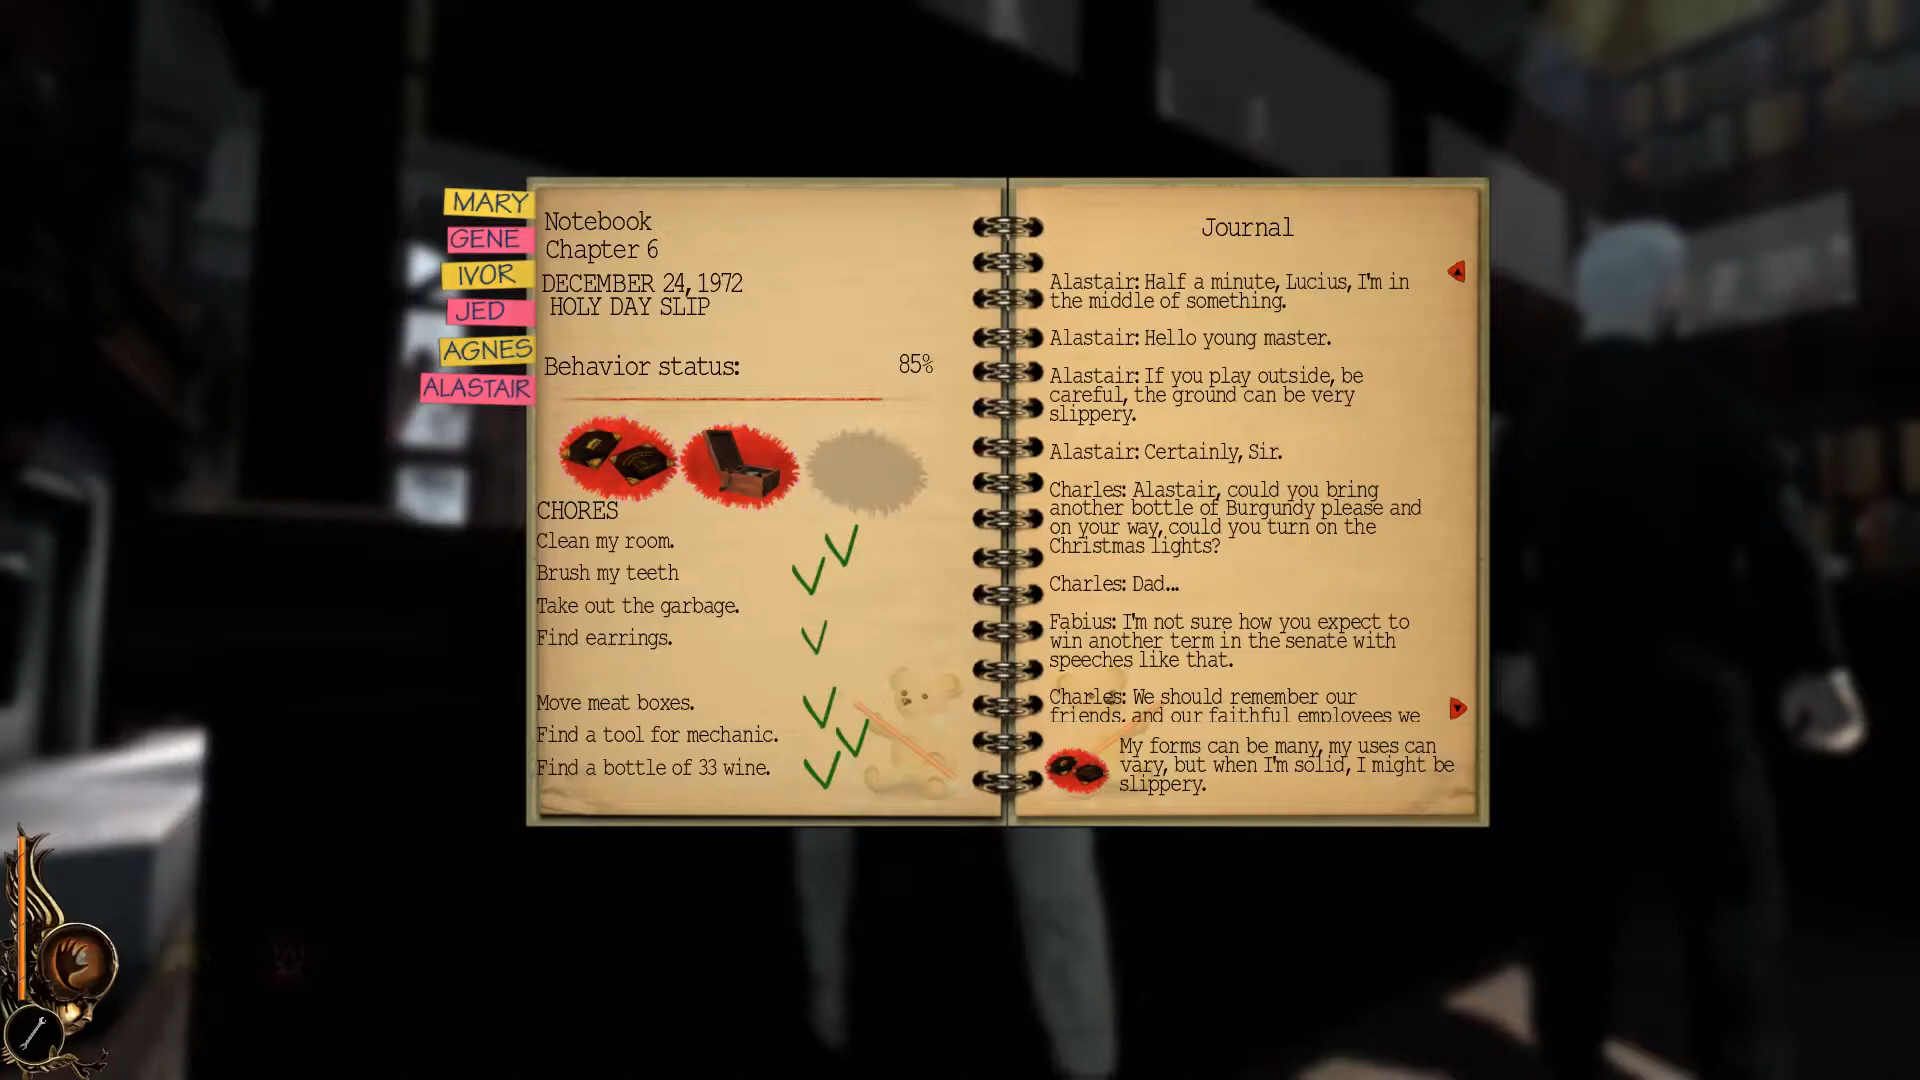 MARY
GENE
IVOR
JED
AGNES
ALASTAIR
Notebook
Chapter 6
DECEMBER 24, 1972
HOLY DAY SLIP
Behavior status: 85%
CHORES
Clean my room.
Brush my teeth
Take out the garbage.
Find earrings.
Move meat boxes.
Find a tool for mechanic.
Find a bottle of 33 wine.
Journal
Alastair: Half a minute, Lucius, I'm in
the middle of something.
Alastair: Hello young master.
Alastair: If you play outside, be
careful, the ground can be very
slippery.
Alastair: Certainly, Sir.
Charles: Alastair, could you bring
another bottle of Burgundy please and
on your way, could you turn on the
Christmas lights?
Charles: Dad...
Fabius: I'm not sure how you expect to
win another term in the senate with
speeches like that.
Charles: We should remember our
friends, and our faithful employees we
My forms can be many, my uses can
vary, but when I'm solid, I might be
slippery.